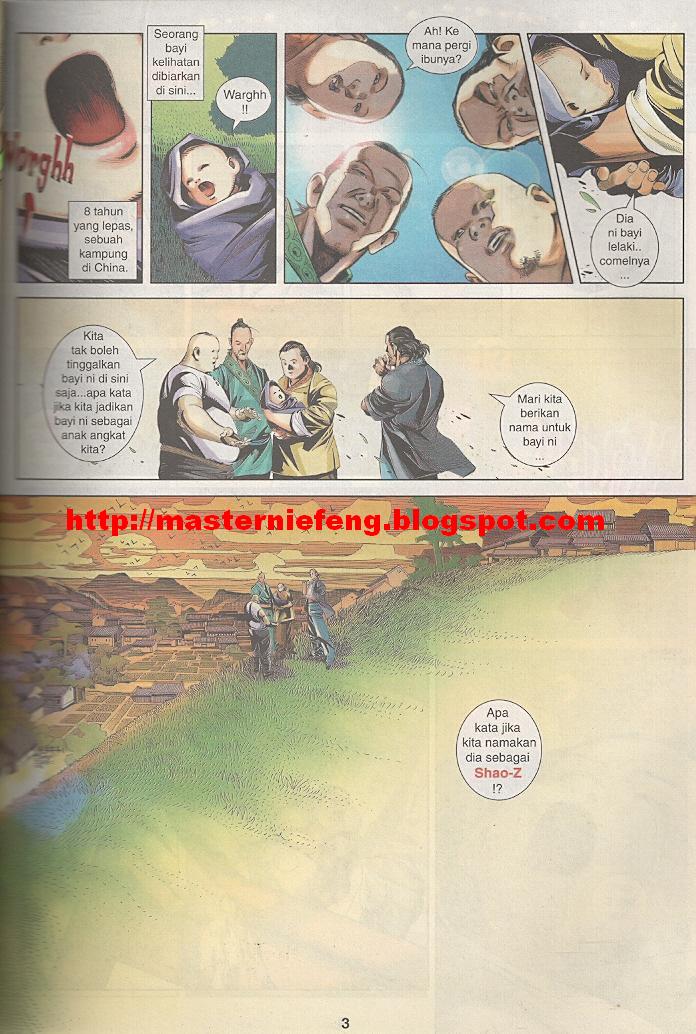 Worghh
8 tahun
yang lepas,
sebuah
kampung
di China.
Seorang
bayi
kelihatan
dibiarkan
di sini...
Warghh
!!
Ah! Ke
mana pergi
ibunya?
Dia
ni bayi
lelaki..
comelnya
...
Kita
tak boleh
tinggalkan
bayi ni di sini
saja...apa kata
jika kita jadikan
bayi ni sebagai
anak angkat
kita?
Mari kita
berikan
nama untuk
bayi ni
...
http://masterniefeng.blogspot.com
Apa
kata jika
kita namakan
dia sebagai
Shao-Z
!?
3